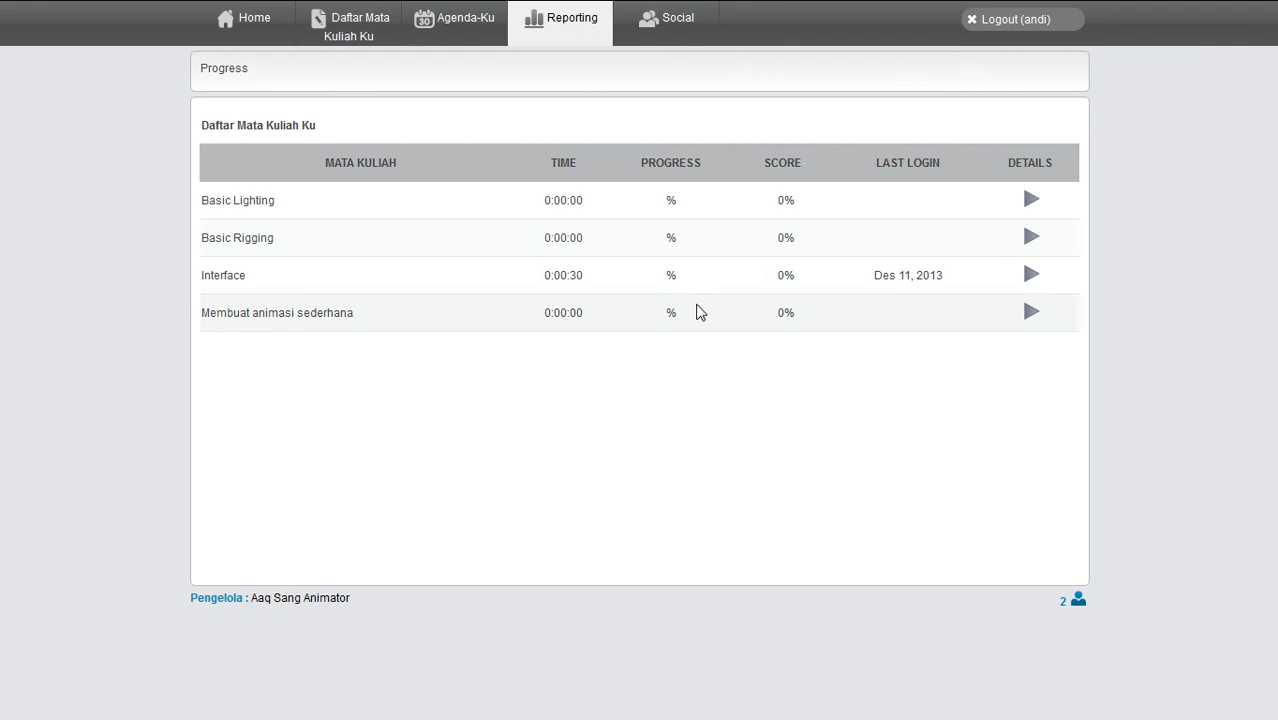 Home
Daftar Mata
Kuliah Ku
30
Agenda-Ku
Reporting
Social
Logout (andi)
Progress
Daftar Mata Kuliah Ku
MATA KULIAH TIME PROGRESS SCORE LAST LOGIN DETAILS
Basic Lighting 0:00:00 % 0%
Basic Rigging 0:00:00 % 0%
Interface 0:00:30 % 0% Des 11, 2013
Membuat animasi sederhana 0:00:00 % 0%
Pengelola : Aaq Sang Animator
2